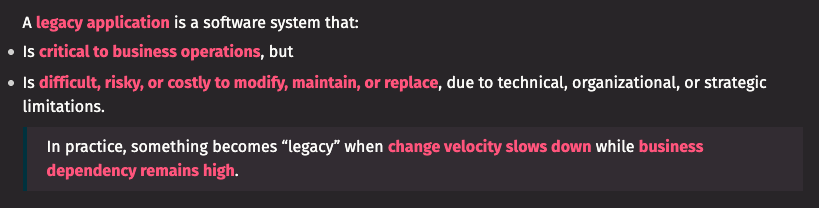 A legacy application is a software system that:
• Is critical to business operations, but
• Is difficult, risky, or costly to modify, maintain, or replace, due to technical, organizational, or strategic
limitations.
In practice, something becomes “legacy” when change velocity slows down while business
dependency remains high.